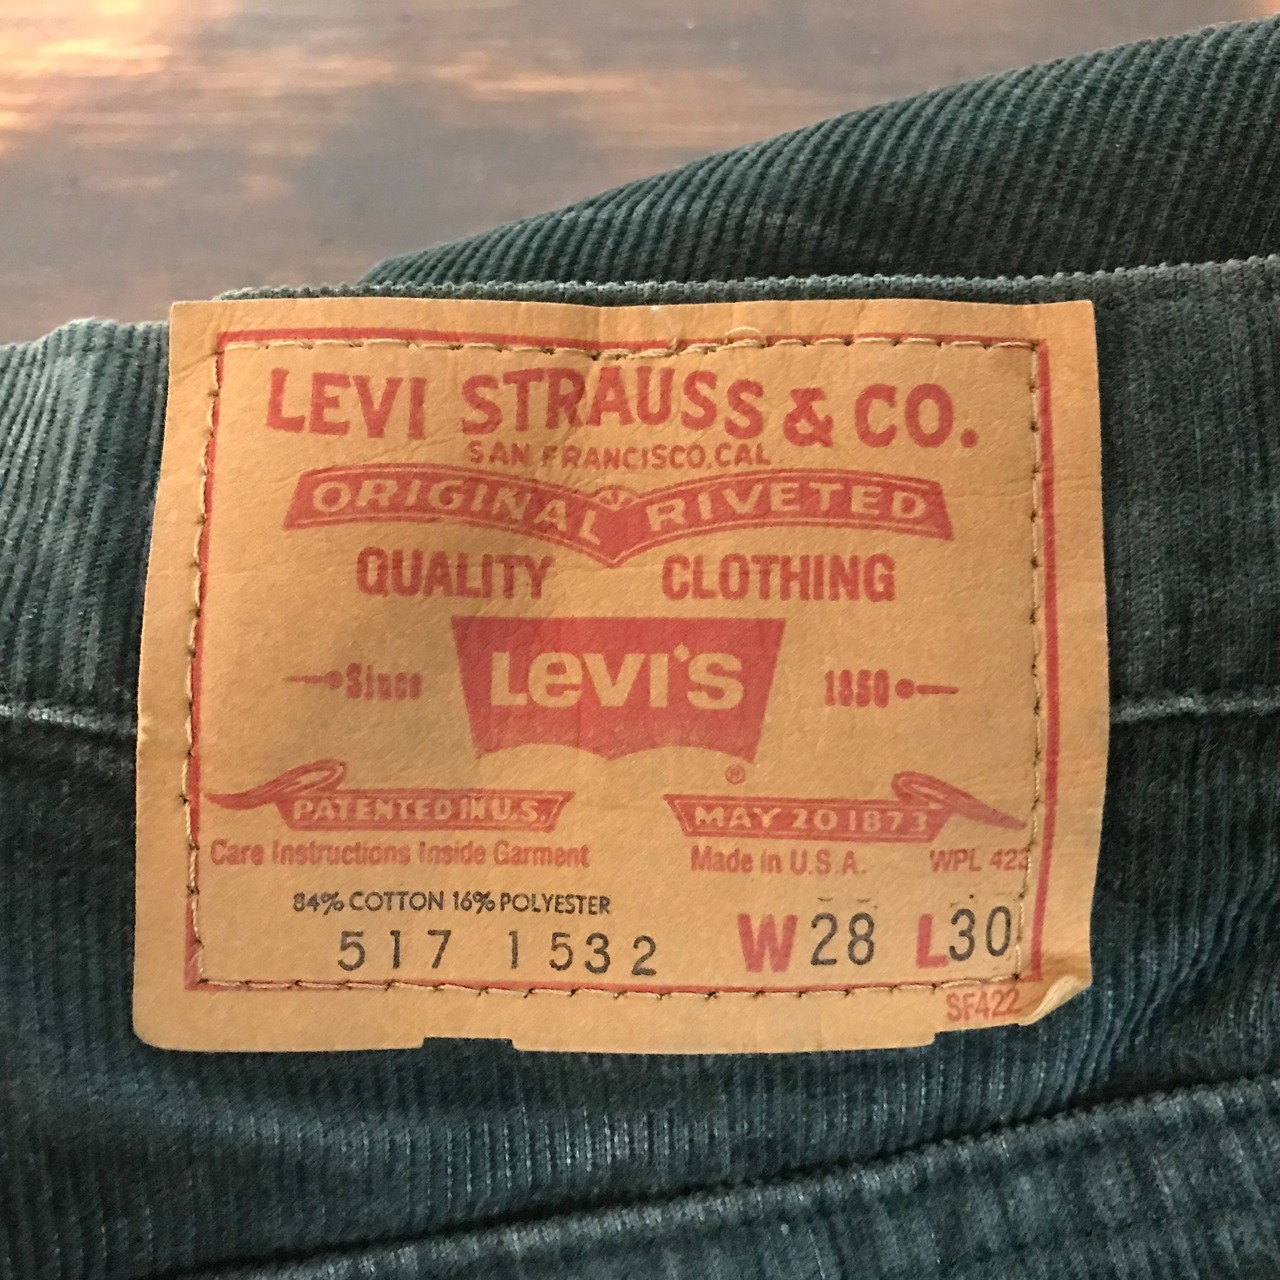 LEVI STRAUSS & CO.
SAN FRANCISCO, CAL.
ORIGINAL RIVETED
QUALITY CLOTHING
Since LEVI'S 1850
®
PATENTED IN U.S. MAY 20 1873
Care Instructions Inside Garment Made in U.S.A. WPL 423
84% COTTON 16% POLYESTER
517 1532 W28 L30
SF422